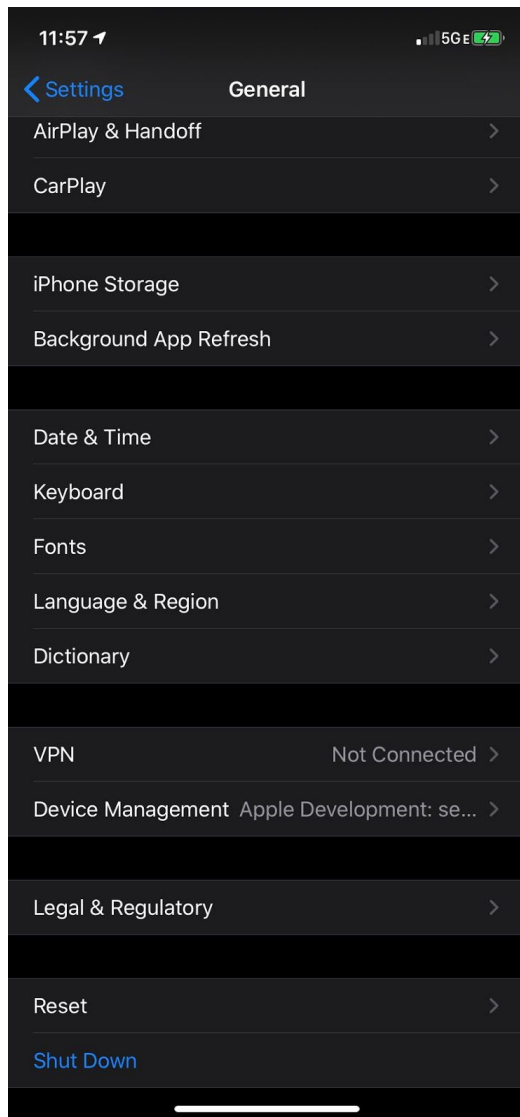 11:57 5GE
Settings General
AirPlay & Handoff
CarPlay
iPhone Storage
Background App Refresh
Date & Time
Keyboard
Fonts
Language & Region
Dictionary
VPN Not Connected
Device Management Apple Development: se...
Legal & Regulatory
Reset
Shut Down